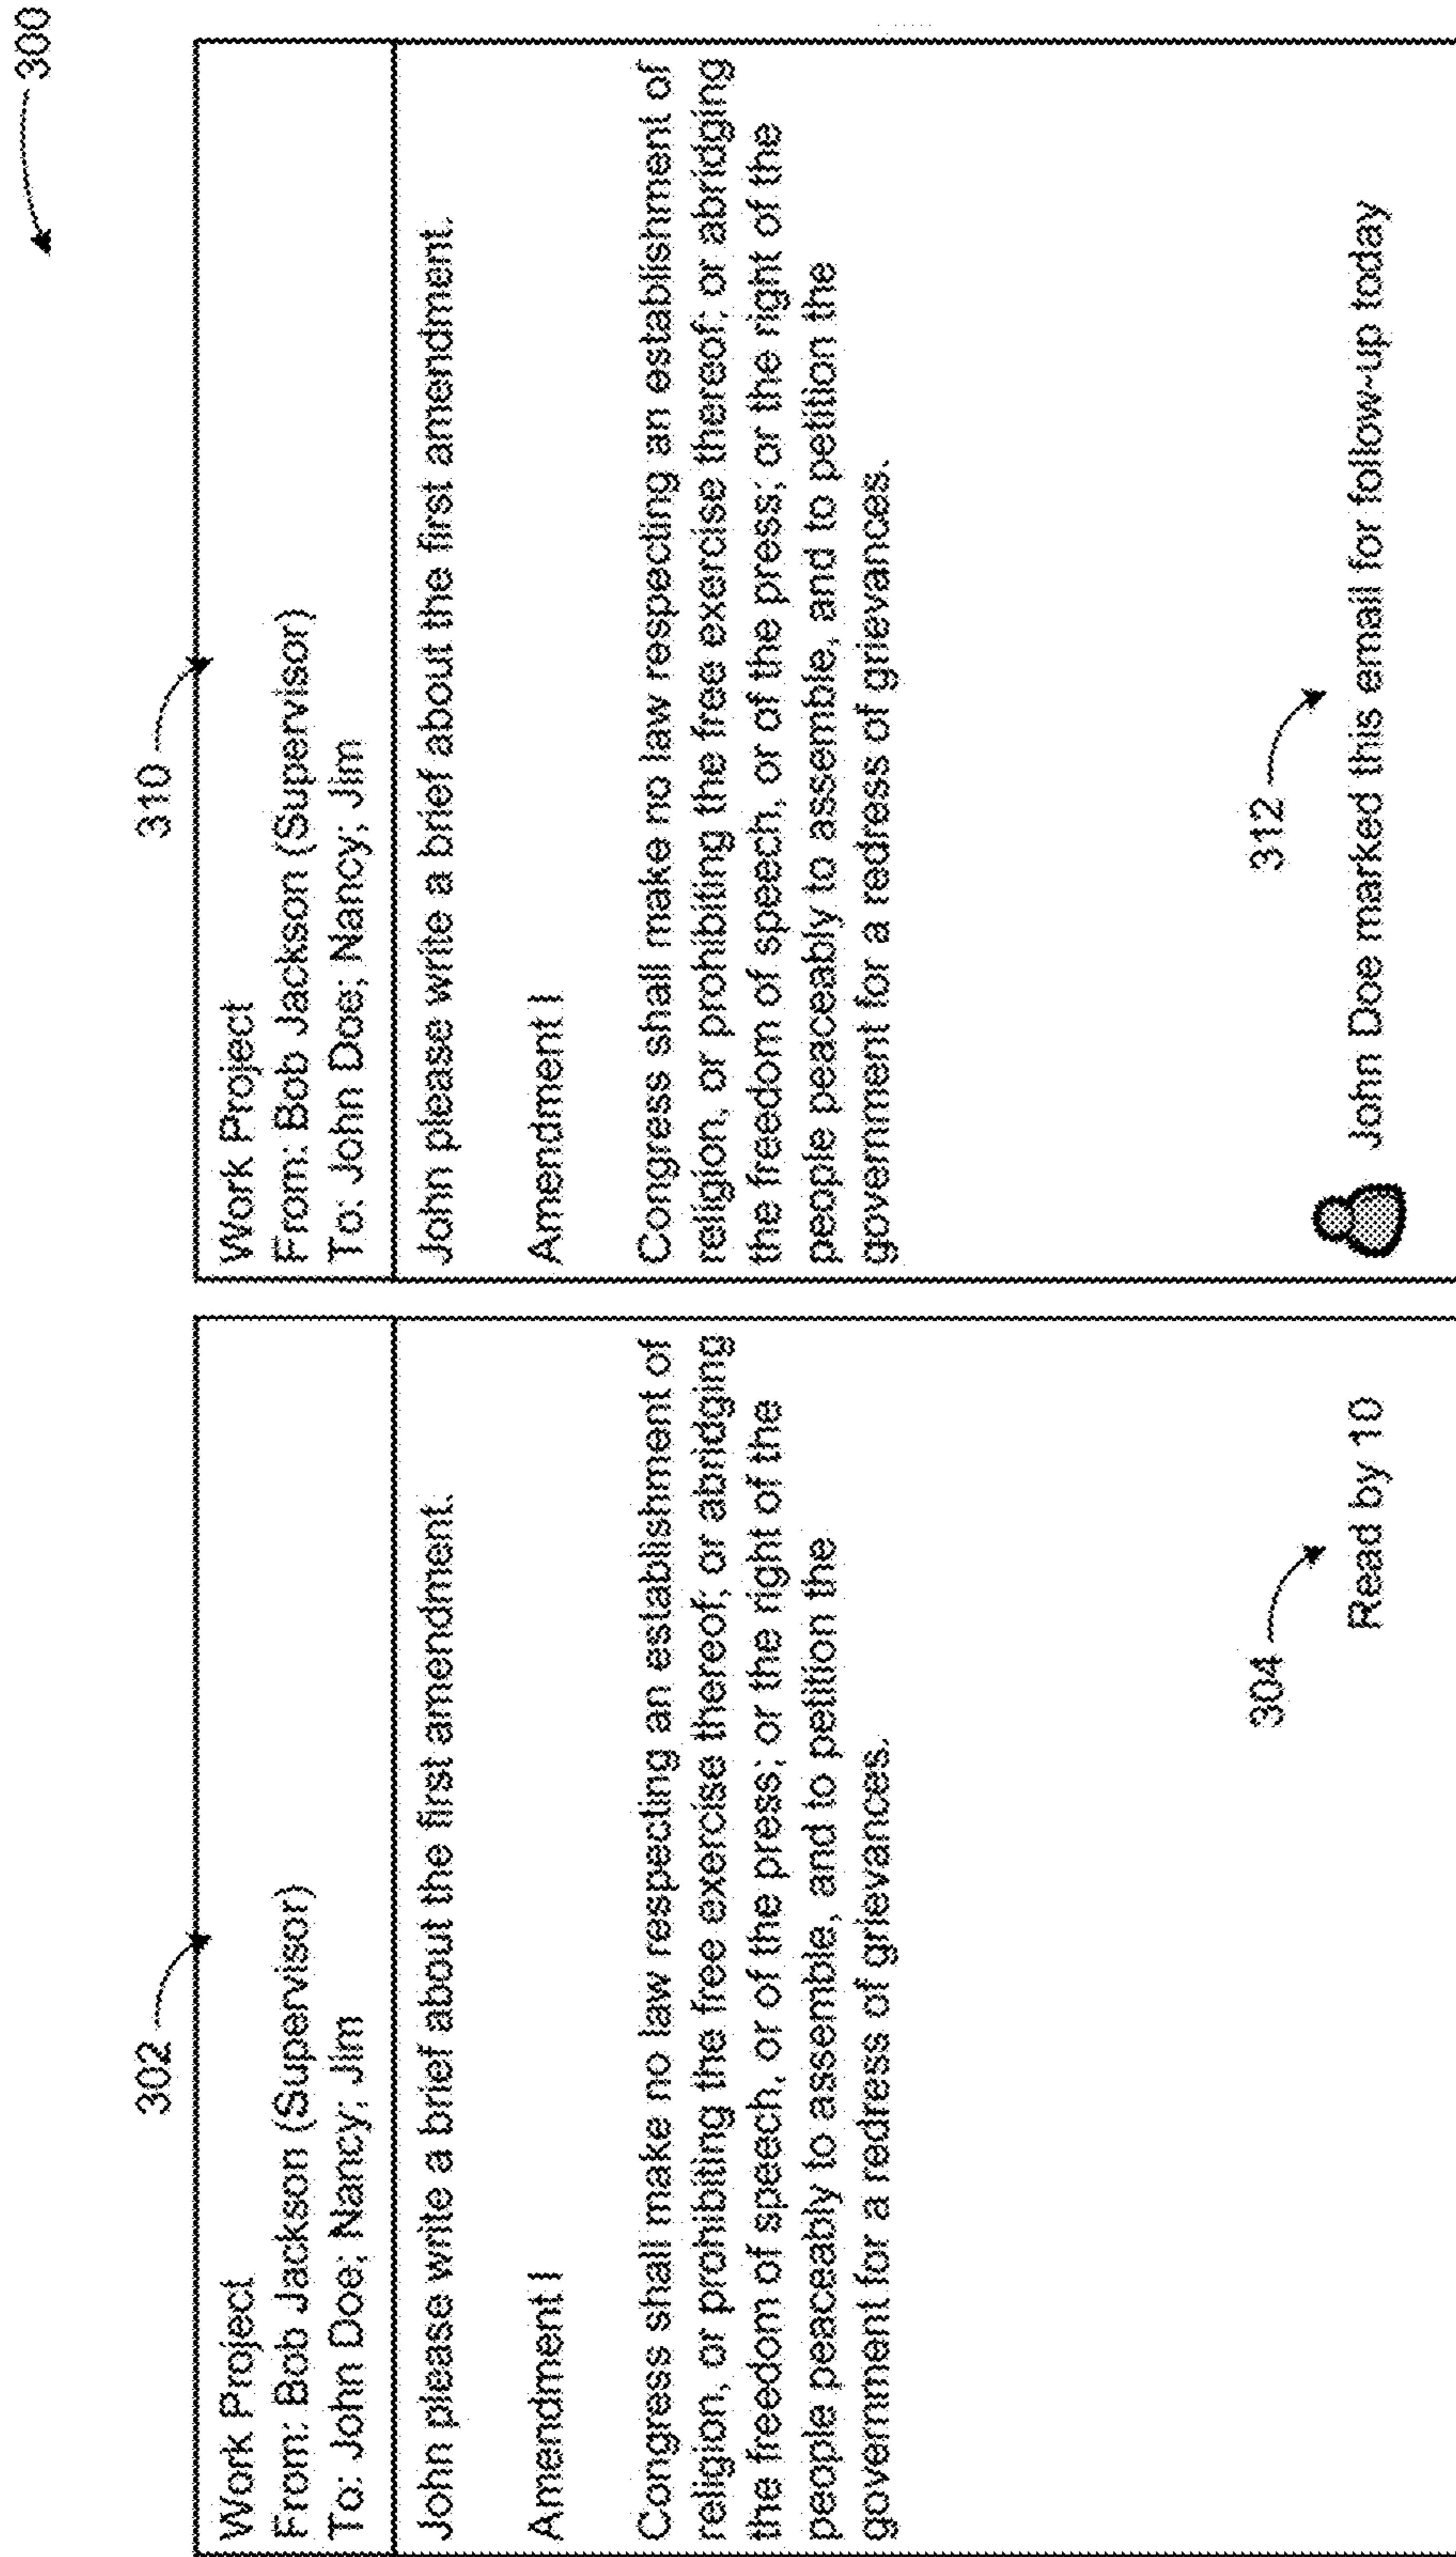 300
302
Work Project
From: Bob Jackson (Supervisor)
To: John Doe; Nancy; Jim
John please write a brief about the first amendment.
Amendment I
Congress shall make no law respecting an establishment of
religion, or prohibiting the free exercise thereof; or abridging
the freedom of speech, or of the press; or the right of the
people peaceably to assemble, and to petition the
government for a redress of grievances.
304
Read by 10
310
Work Project
From: Bob Jackson (Supervisor)
To: John Doe; Nancy; Jim
John please write a brief about the first amendment.
Amendment I
Congress shall make no law respecting an establishment of
religion, or prohibiting the free exercise thereof; or abridging
the freedom of speech, or of the press; or the right of the
people peaceably to assemble, and to petition the
government for a redress of grievances.
312
John Doe marked this email for follow-up today